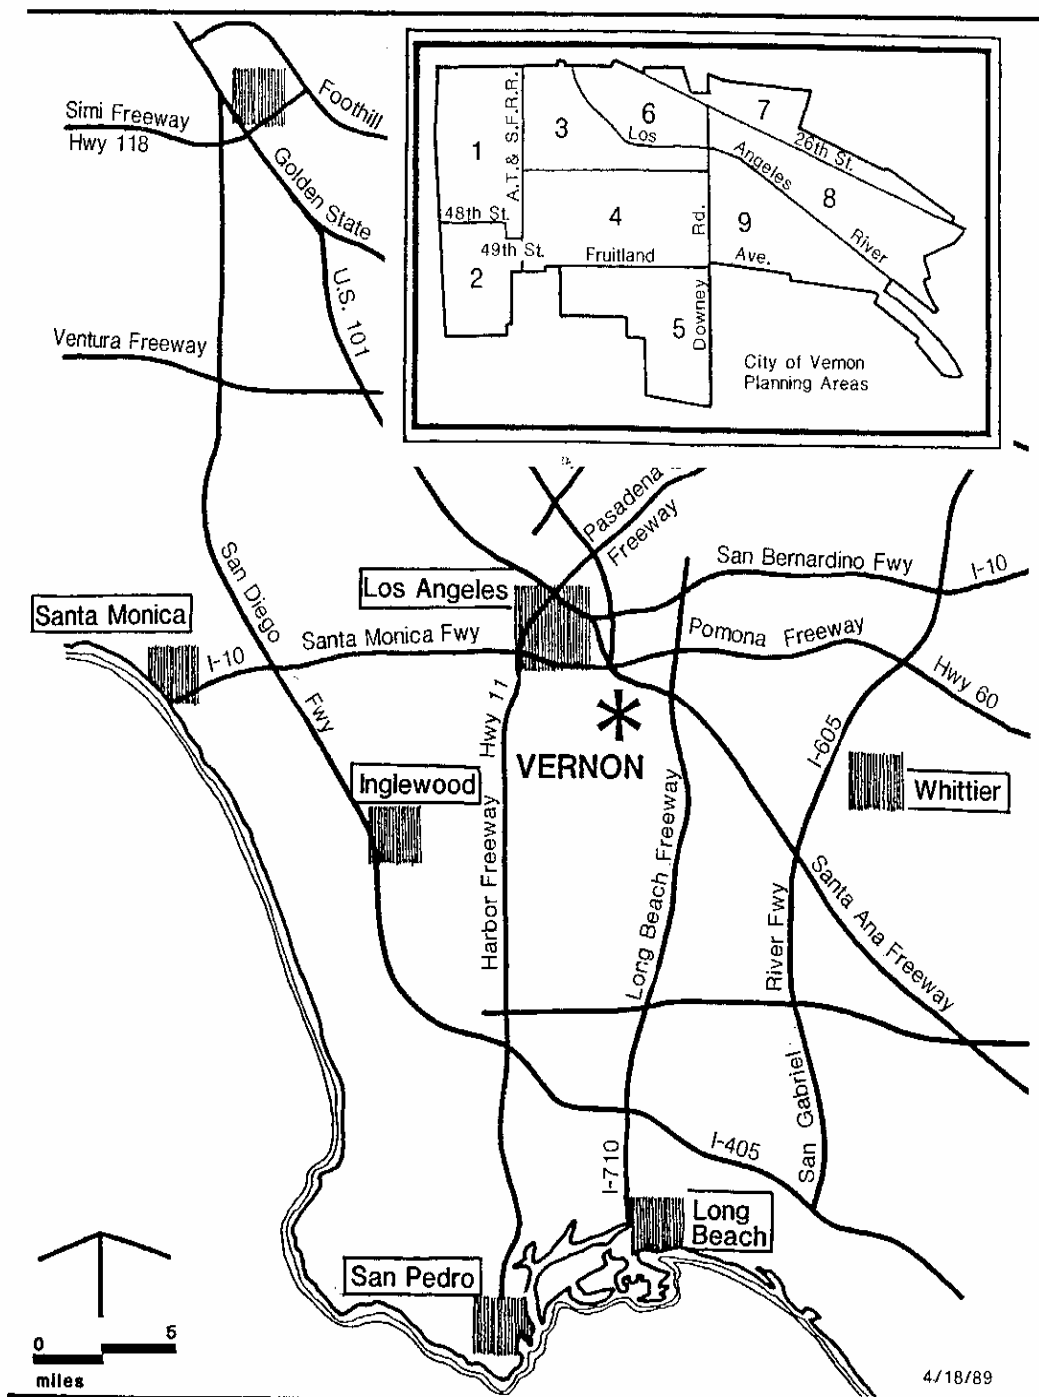 Simi Freeway
Hwy 118
Foothill
Golden State
U.S. 101
Ventura Freeway
1
2
3
4
5
6
7
8
9
A.T.& S.F.R.R.
48th St.
49th St.
Los
Angeles
River
26th St.
Fruitland
Ave.
Downey
Rd.
City of Vernon
Planning Areas
Pasadena
Freeway
San Bernardino Fwy
I-10
Los Angeles
Santa Monica
San Diego
Fwy
I-10
Santa Monica Fwy
Pomona Freeway
Hwy 60
Harbor Freeway Hwy 11
VERNON
Inglewood
I-605
Whittier
Long Beach Freeway
River Fwy
Santa Ana Freeway
San Gabriel
I-405
I-710
Long
Beach
San Pedro
0 5
miles
4/18/89